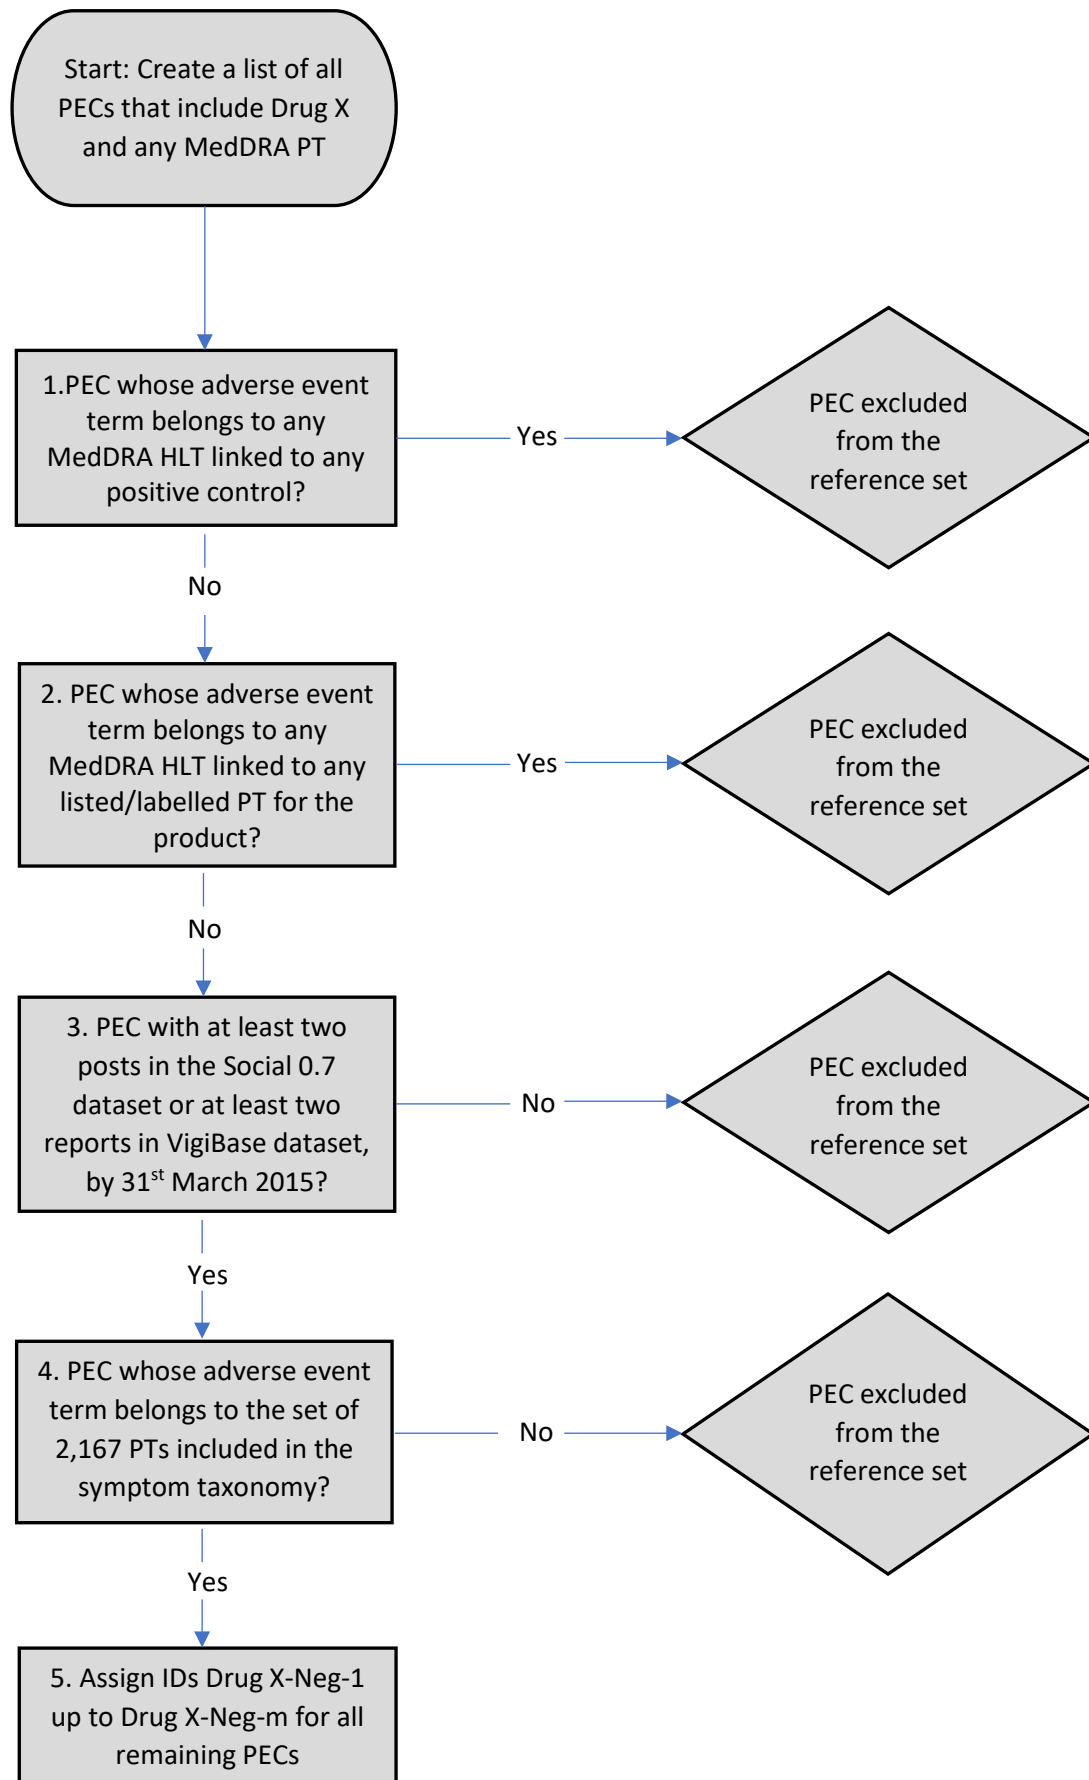 Start: Create a list of all
PECs that include Drug X
and any MedDRA PT
1.PEC whose adverse event
term belongs to any
MedDRA HLT linked to any
positive control?
Yes
PEC excluded
from the
reference set
No
2. PEC whose adverse event
term belongs to any
MedDRA HLT linked to any
listed/labelled PT for the
product?
Yes
PEC excluded
from the
reference set
No
3. PEC with at least two
posts in the Social 0.7
dataset or at least two
reports in VigiBase dataset,
by 31st March 2015?
No
PEC excluded
from the
reference set
Yes
4. PEC whose adverse event
term belongs to the set of
2,167 PTs included in the
symptom taxonomy?
No
PEC excluded
from the
reference set
Yes
5. Assign IDs Drug X-Neg-1
up to Drug X-Neg-m for all
remaining PECs